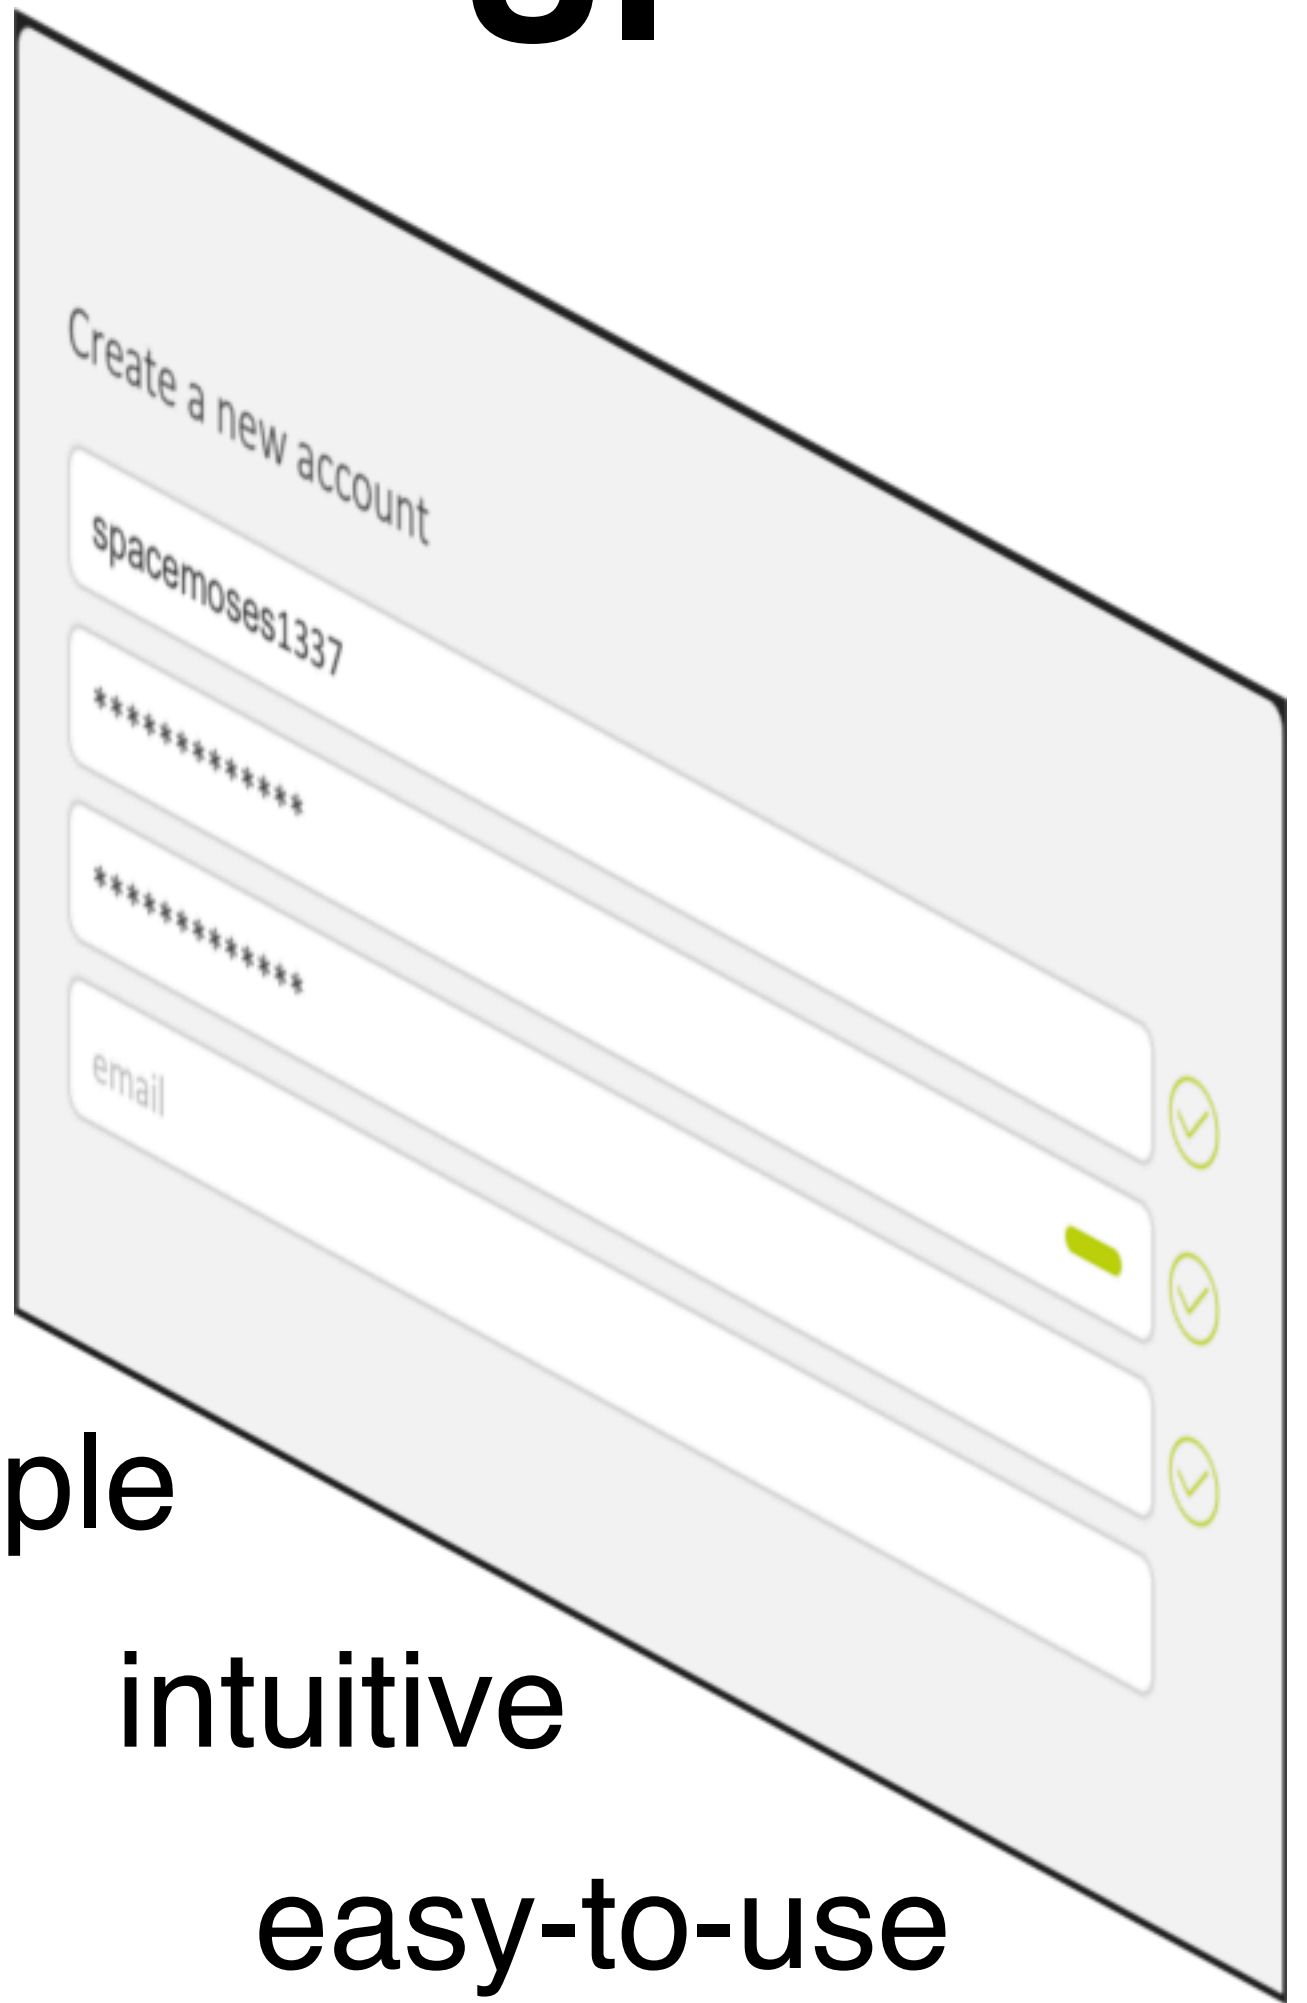 Create a new account
spacemoses1337
*************
*************
email
ple
intuitive
easy-to-use